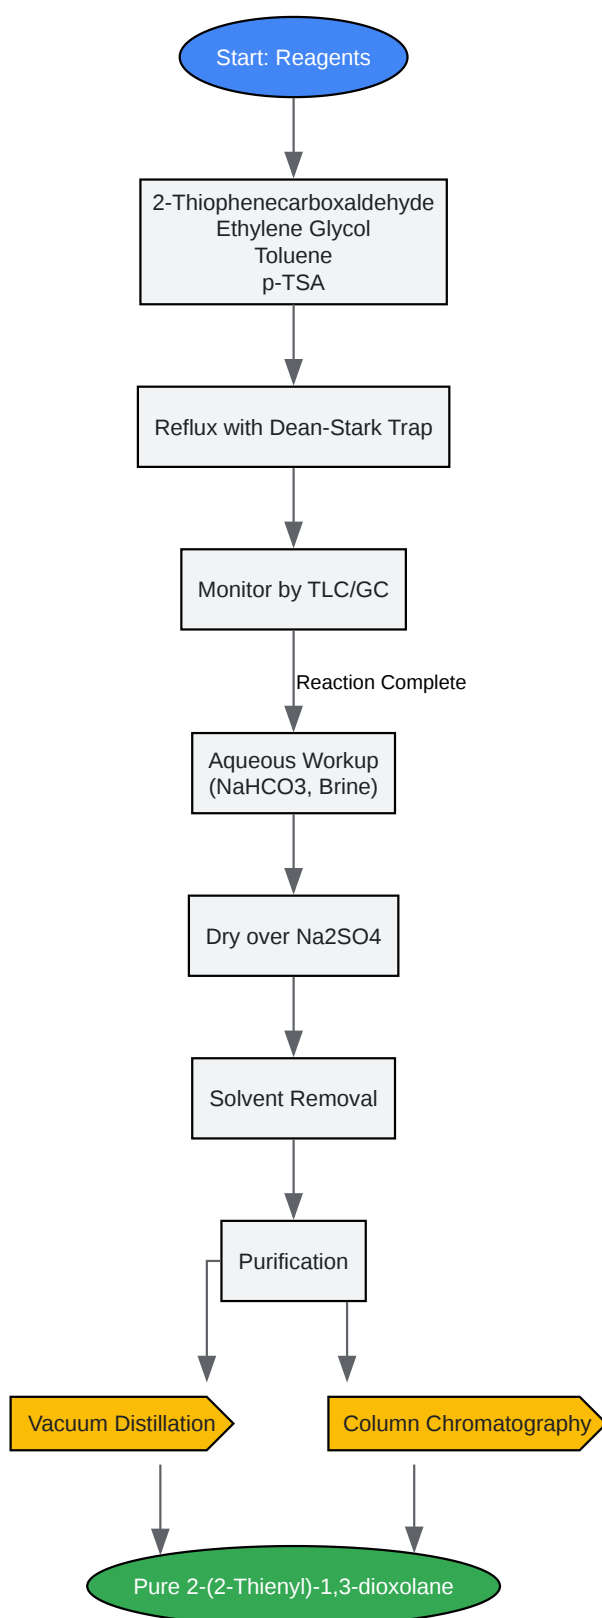 Start: Reagents
2-Thiophenecarboxaldehyde
Ethylene Glycol
Toluene
p-TSA
Reflux with Dean-Stark Trap
Monitor by TLC/GC
Reaction Complete
Aqueous Workup
(NaHCO3, Brine)
Dry over Na2SO4
Solvent Removal
Purification
Vacuum Distillation
Column Chromatography
Pure 2-(2-Thienyl)-1,3-dioxolane